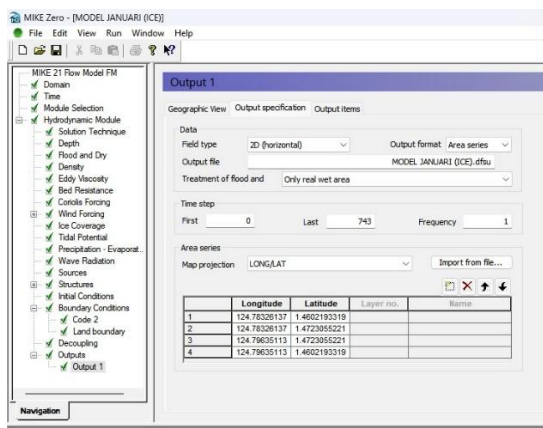 MIKE Zero - [MODEL JANUARI (ICE)]
File Edit View Run Window Help
MIKE 21 Flow Model FM
Domain
Time
Module Selection
Hydrodynamic Module
Solution Technique
Depth
Flood and Dry
Density
Eddy Viscosity
Bed Resistance
Coriolis Forcing
Wind Forcing
Ice Coverage
Tidal Potential
Precipitation - Evaporat..
Wave Radiation
Sources
Structures
Initial Conditions
Boundary Conditions
Code 2
Land boundary
Decoupling
Outputs
Output 1
Navigation
Output 1
Geographic View Output specification Output items
Data
Field type 2D (horizontal) Output format Area series
Output file MODEL JANUARI (ICE).dfsu
Treatment of flood and Only real wet area
Time step
First 0 Last 743 Frequency 1
Area series
Map projection LONG/LAT Import from file...
Longitude Latitude Layer no. Name
1 124.78326137 1.4602193319
2 124.78326137 1.4723055221
3 124.79635113 1.4723055221
4 124.79635113 1.4602193319